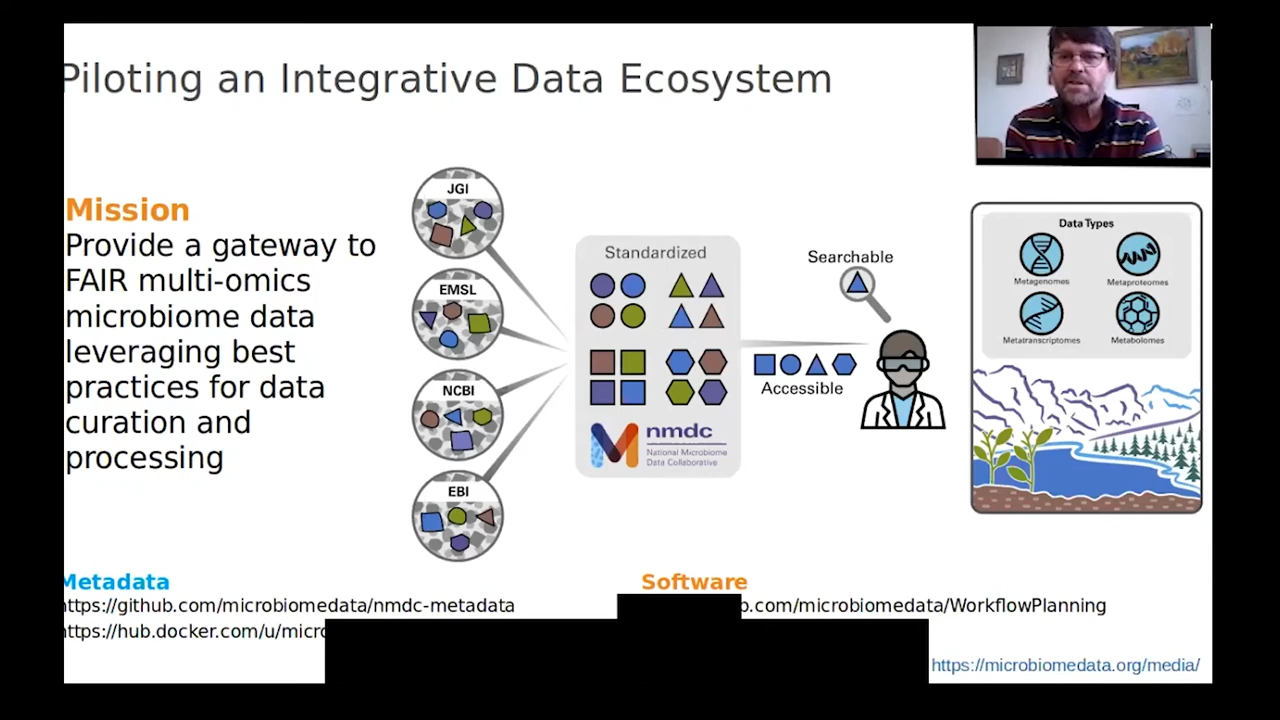 Piloting an Integrative Data Ecosystem
Mission
Provide a gateway to
FAIR multi-omics
microbiome data
leveraging best
practices for data
curation and
processing
JGI
EMSL
NCBI
EBI
Standardized
nmdc
National Microbiome
Data Collaborative
Searchable
Accessible
Data Types
Metagenomes
Metaproteomes
Metatranscriptomes
Metabolomes
Metadata
https://github.com/microbiomedata/nmdc-metadata
https://hub.docker.com/u/micro
Software
b.com/microbiomedata/WorkflowPlanning
https://microbiomedata.org/media/